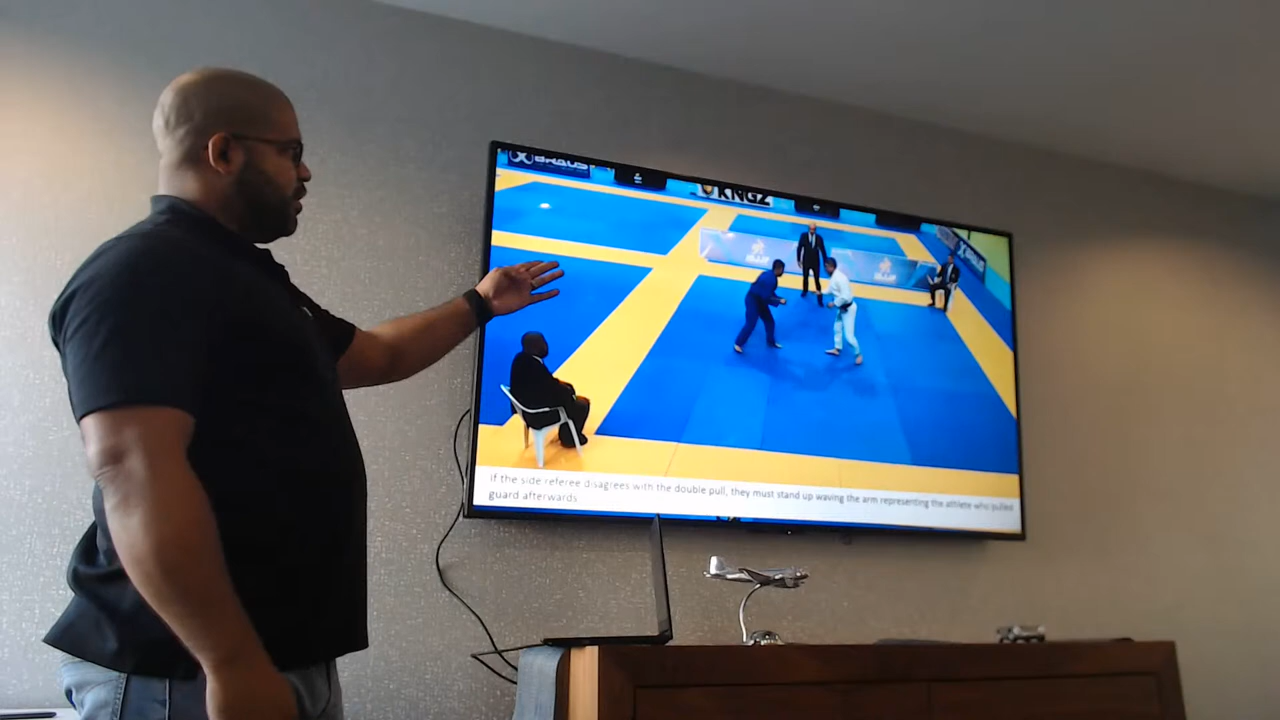 BRAUS
KNGZ
If the side referee disagrees with the double pull, they must stand up waving the arm representing the athlete who pulled
guard afterwards